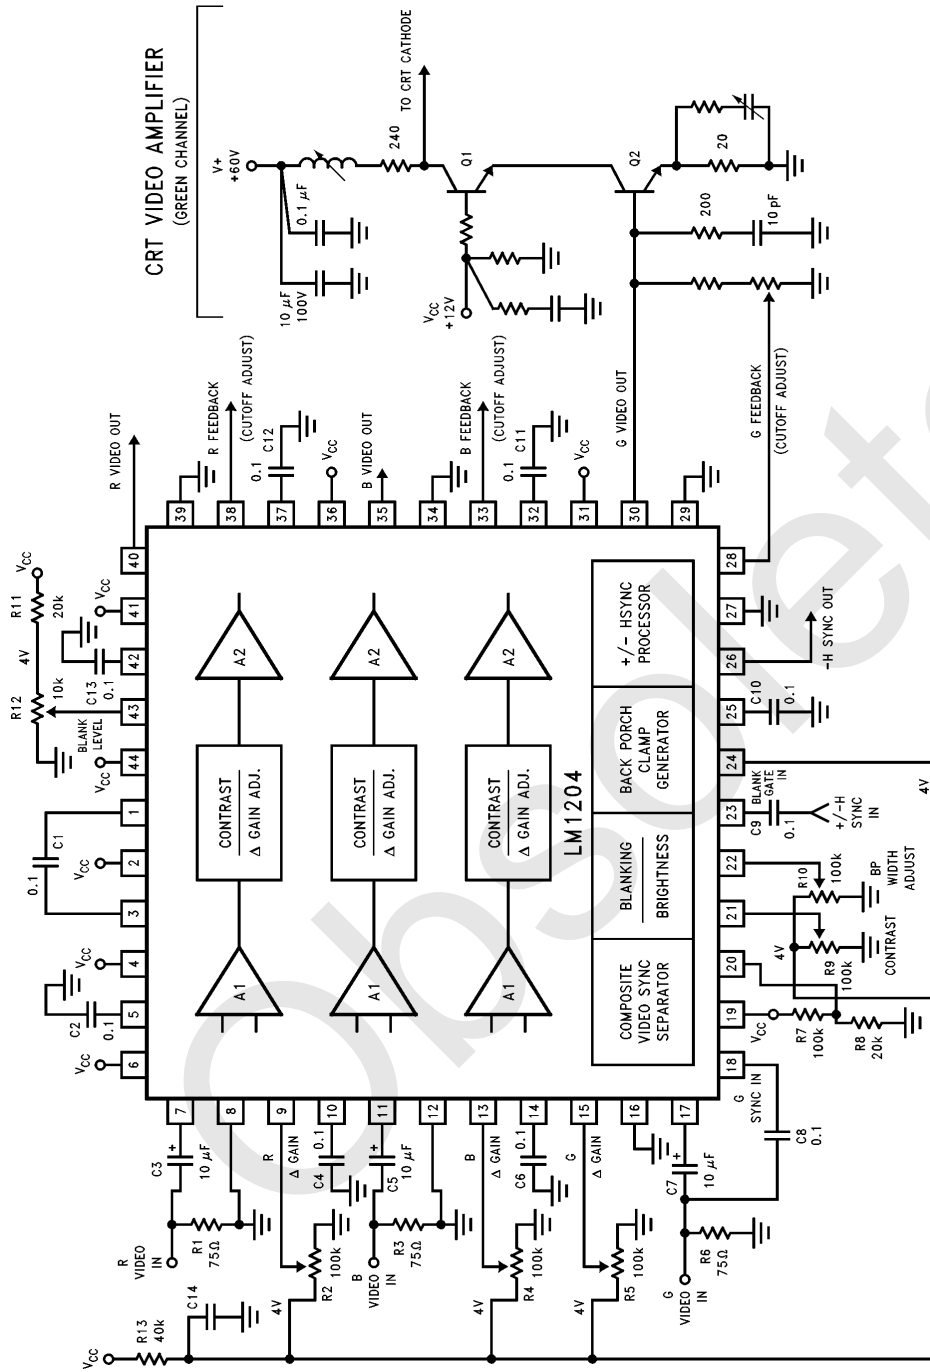 CRT VIDEO AMPLIFIER
(GREEN CHANNEL)
V+
+60V
0.1 μF
10 μF
100V
240
TO CRT CATHODE
Q1
VCC
+12V
Q2
20
200
10 pF
G VIDEO OUT
G FEEDBACK
(CUTOFF ADJUST)
R VIDEO OUT
R FEEDBACK
(CUTOFF ADJUST)
0.1
C12
VCC
B VIDEO OUT
B FEEDBACK
(CUTOFF ADJUST)
0.1
C11
VCC
39
38
37
36
35
34
33
32
31
30
29
40
41
42
43
44
1
2
3
4
5
6
VCC
R11
20k
VCC
4V
C13
0.1
R12
10k
BLANK
LEVEL
VCC
C1
0.1
VCC
VCC
C2
0.1
VCC
A2
A2
A2
CONTRAST
Δ GAIN ADJ.
CONTRAST
Δ GAIN ADJ.
CONTRAST
Δ GAIN ADJ.
A1
A1
A1
LM1204
+/- HSYNC
PROCESSOR
BACK PORCH
CLAMP
GENERATOR
BLANKING
BRIGHTNESS
COMPOSITE
VIDEO SYNC
SEPARATOR
28
27
26
25
24
23
22
21
20
19
18
-H SYNC OUT
C10
0.1
4V
BLANK
GATE
IN
C9
0.1
+/-H
SYNC
IN
R10
100k
BP
WIDTH
ADJUST
4V
R9
100k
CONTRAST
VCC
R7
100k
R8
20k
G
SYNC IN
C8
0.1
7
8
9
10
11
12
13
14
15
16
17
C3
+
10 μF
R
VIDEO
IN
R1
75Ω
R
Δ GAIN
0.1
C4
R2
100k
4V
C5
+
10 μF
B
VIDEO
IN
R3
75Ω
B
Δ GAIN
0.1
C6
R4
100k
4V
G
Δ GAIN
R5
100k
4V
C7
+
10 μF
G
VIDEO
IN
R6
75Ω
VCC
R13
40k
C14
Obsolete